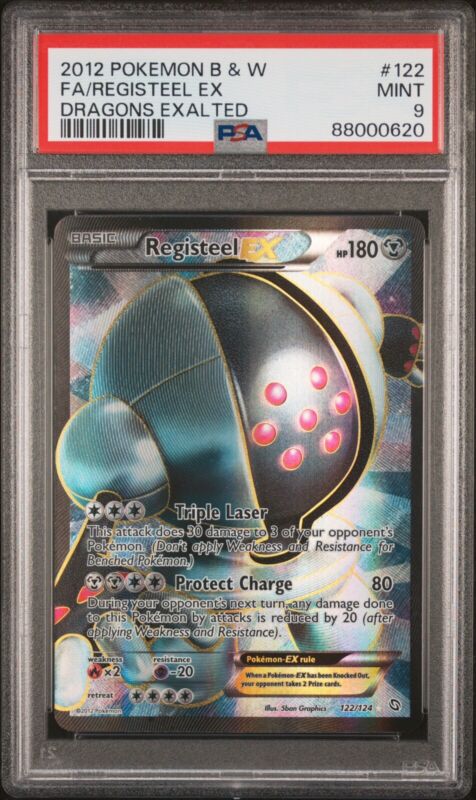 2012 POKEMON B & W #122
FA/REGISTEEL EX MINT
DRAGONS EXALTED 9
PSA 88000620
BASIC Registeel EX HP180
Triple Laser
This attack does 30 damage to 3 of your opponent's
Pokémon. (Don't apply Weakness and Resistance for
Benched Pokémon.)
Protect Charge 80
During your opponent's next turn, any damage done
to this Pokémon by attacks is reduced by 20 (after
applying Weakness and Resistance).
weakness resistance
×2 -20
retreat
Pokémon-EX rule
When a Pokémon-EX has been Knocked Out,
your opponent takes 2 Prize cards.
©2012 Pokémon Illus. 5ban Graphics 122/124
PSA